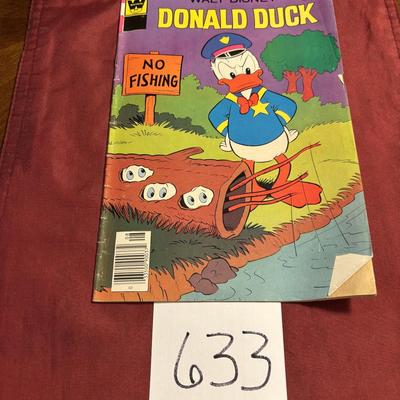 WALT DISNEY
DONALD DUCK
NO
FISHING
633